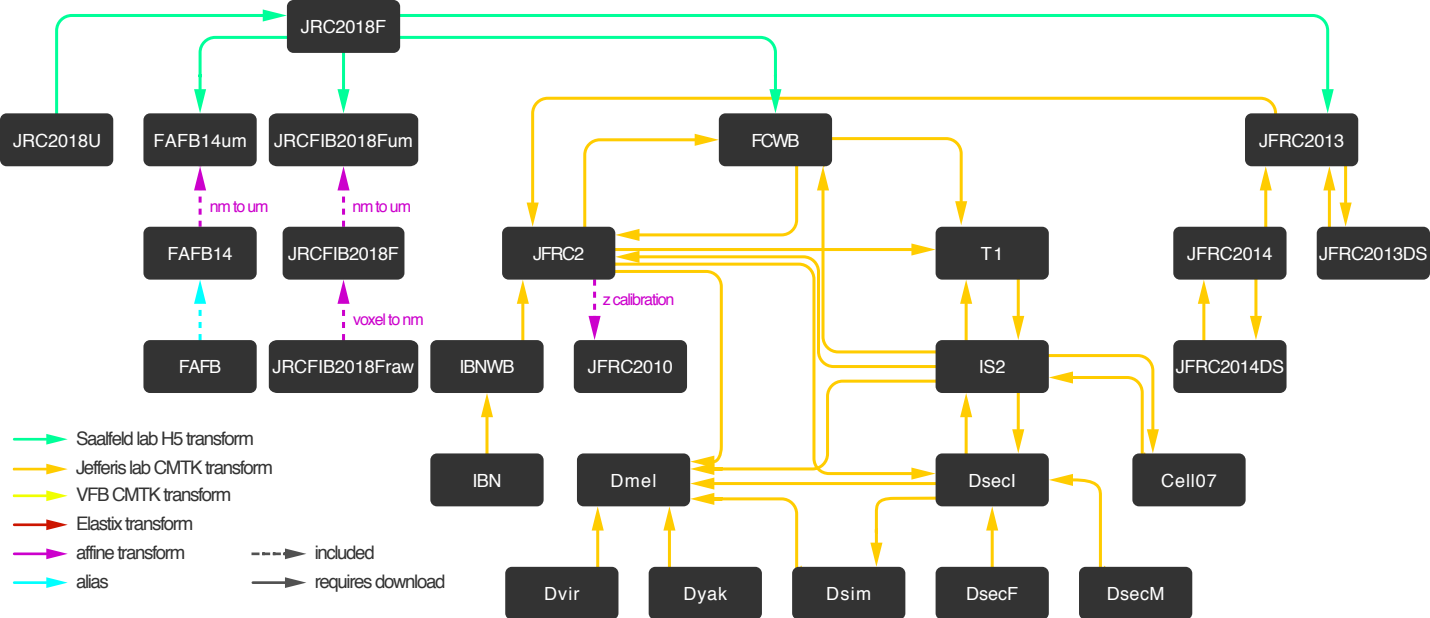 JRC2018F
JRC2018U
FAFB14um
JRCFIB2018Fum
FCWB
JFRC2013
nm to um
nm to um
FAFB14
JRCFIB2018F
JFRC2
T1
JFRC2014
JFRC2013DS
z calibration
voxel to nm
FAFB
JRCFIB2018Fraw
IBNWB
JFRC2010
IS2
JFRC2014DS
Saalfeld lab H5 transform
Jefferis lab CMTK transform
VFB CMTK transform
Elastix transform
affine transform
included
alias
requires download
IBN
Dmel
DsecI
Cell07
Dvir
Dyak
Dsim
DsecF
DsecM